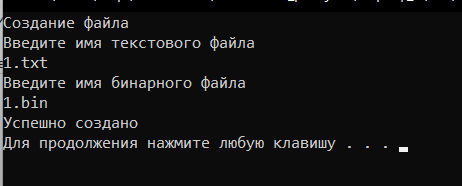 Создание файла
Введите имя текстового файла
1.txt
Введите имя бинарного файла
1.bin
Успешно создано
Для продолжения нажмите любую клавишу . . .